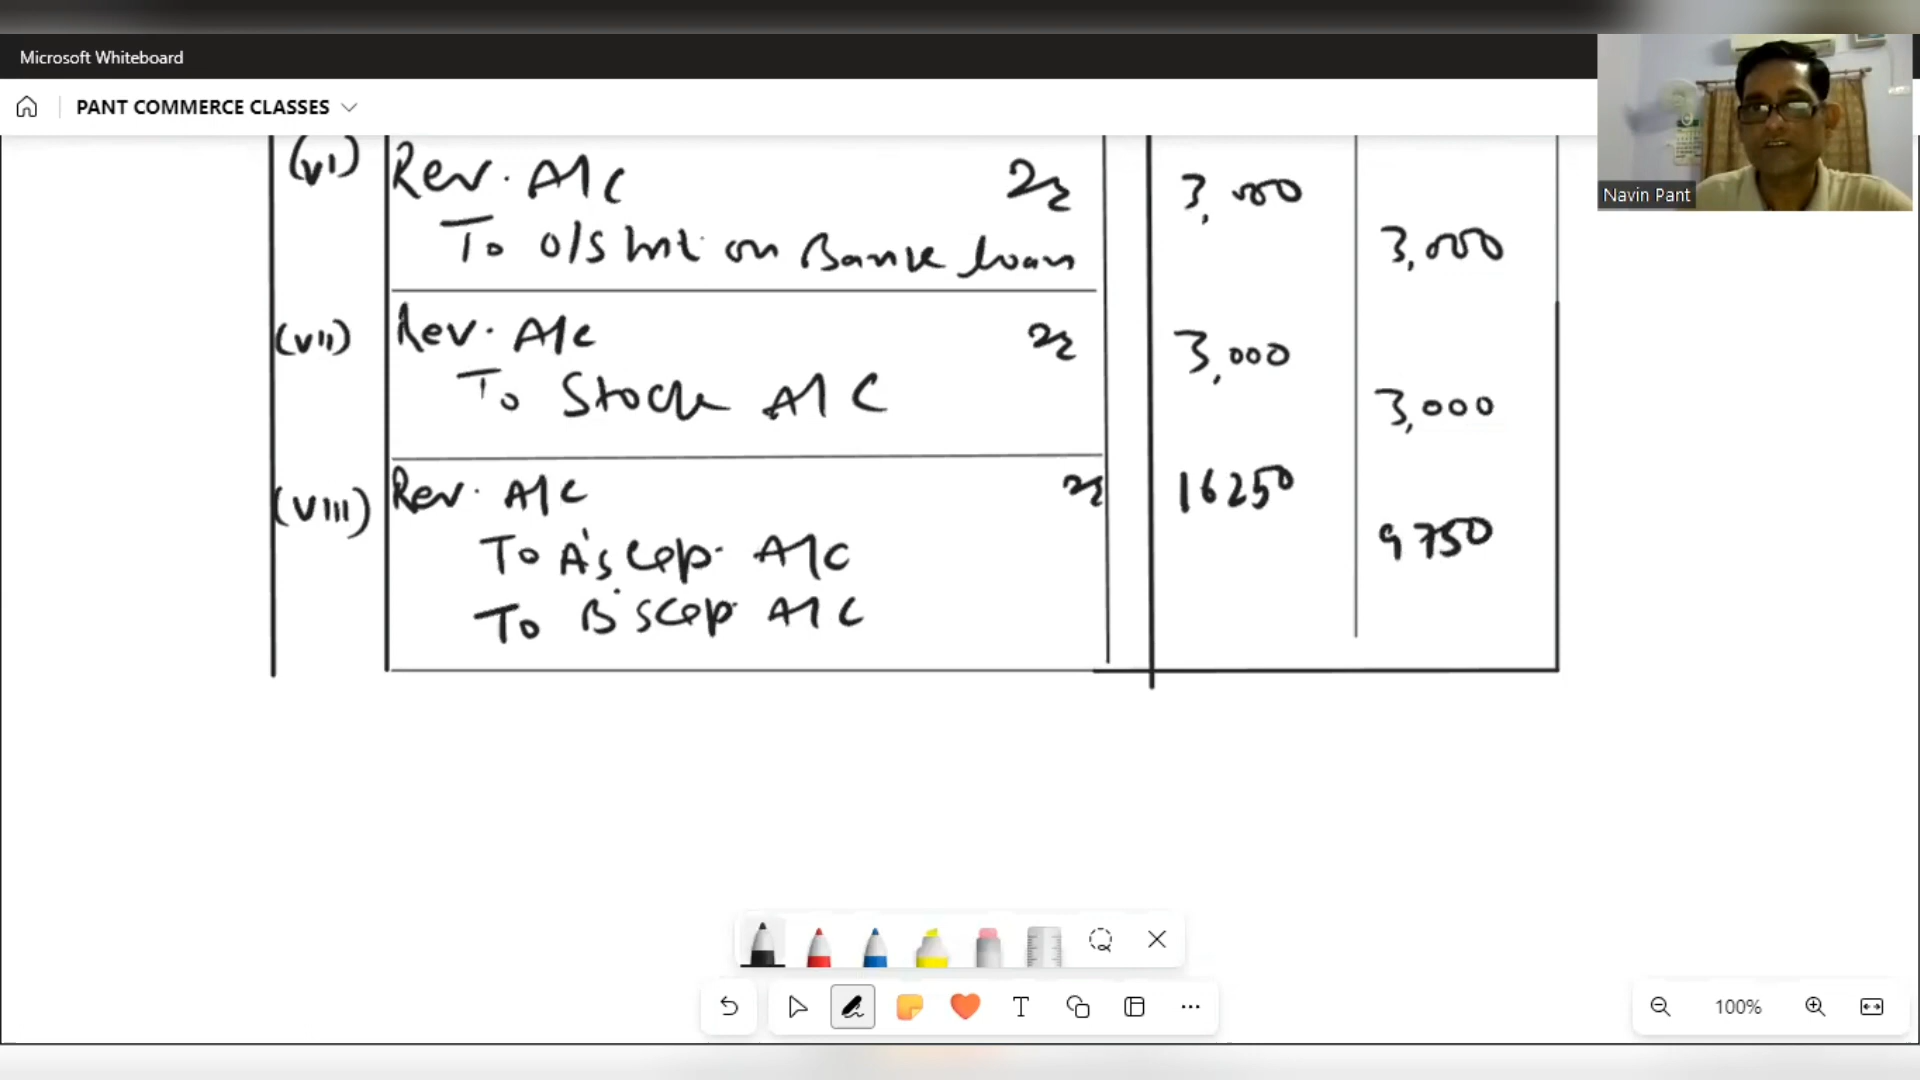 Microsoft Whiteboard
PANT COMMERCE CLASSES
Navin Pant
(VI) Rev. A/c Dr 3,000
To O/S Int. on Bank loan 3,000
(VII) Rev. A/c Dr 3,000
To Stock A/C 3,000
(VIII) Rev. A/c Dr 16250
To A's Cap. A/c 9750
To B's Cap. A/C
100%